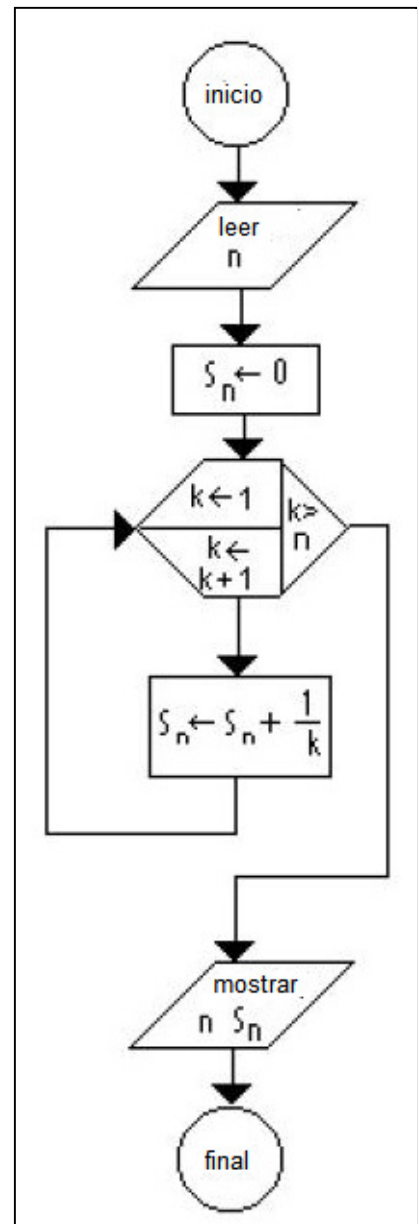 inicio
leer
n
Sn ← 0
k ← 1
k ←
k + 1
k >
n
Sn ← Sn + 1/k
mostrar
n Sn
final